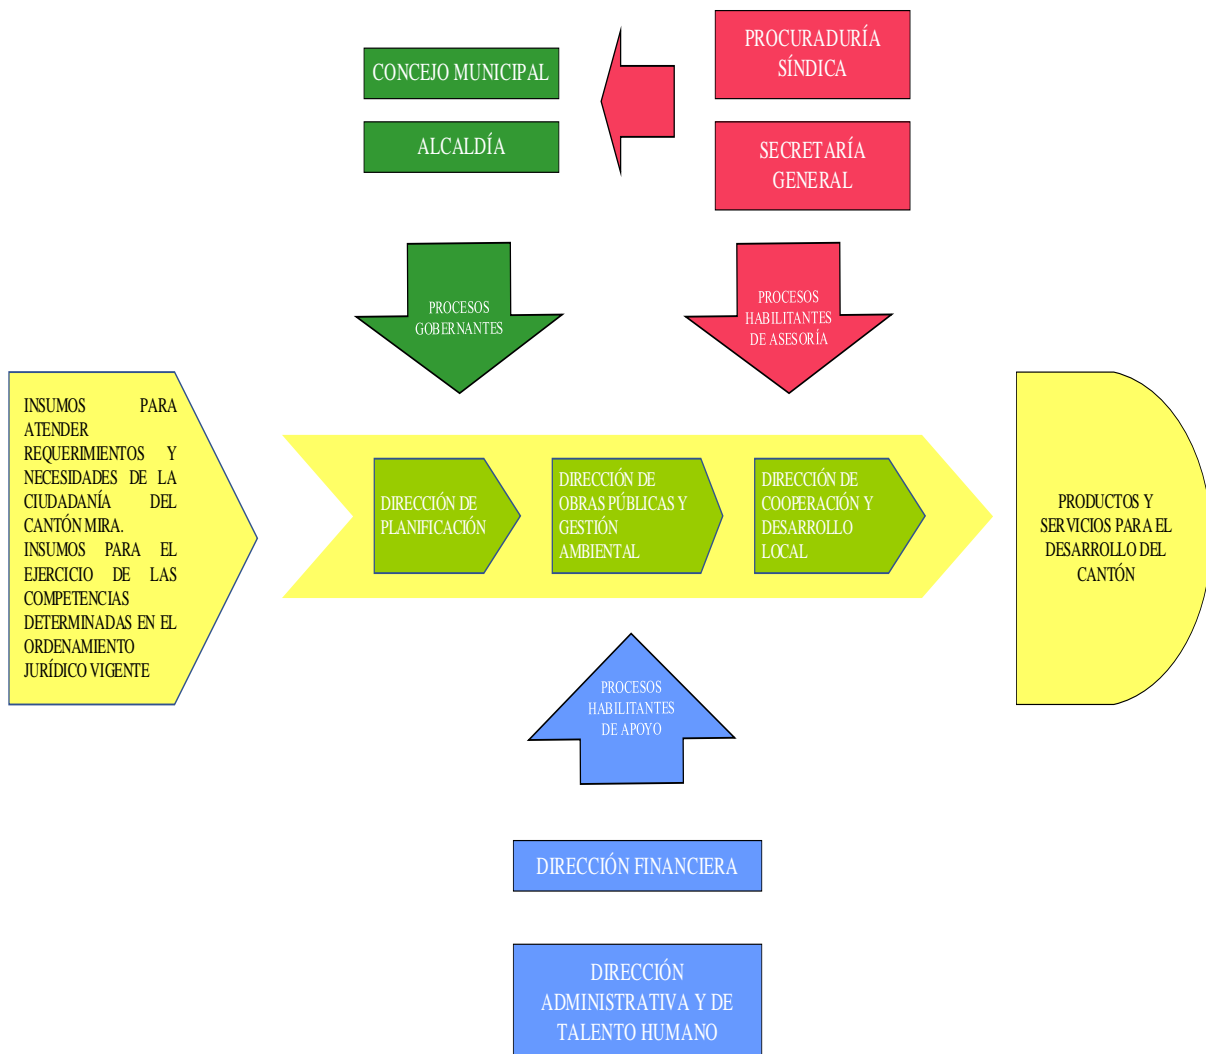 PROCURADURÍA
SÍNDICA
CONCEJO MUNICIPAL
ALCALDÍA
SECRETARÍA
GENERAL
PROCESOS
GOBERNANTES
PROCESOS
HABILITANTES
DE ASESORÍA
INSUMOS PARA
ATENDER
REQUERIMIENTOS Y
NECESIDADES DE LA
CIUDADANÍA DEL
CANTÓN MIRA.
INSUMOS PARA EL
EJERCICIO DE LAS
COMPETENCIAS
DETERMINADAS EN EL
ORDENAMIENTO
JURÍDICO VIGENTE
DIRECCIÓN DE
PLANIFICACIÓN
DIRECCIÓN DE
OBRAS PÚBLICAS Y
GESTIÓN
AMBIENTAL
DIRECCIÓN DE
COOPERACIÓN Y
DESARROLLO
LOCAL
PRODUCTOS Y
SERVICIOS PARA EL
DESARROLLO DEL
CANTÓN
PROCESOS
HABILITANTES
DE APOYO
DIRECCIÓN FINANCIERA
DIRECCIÓN
ADMINISTRATIVA Y DE
TALENTO HUMANO